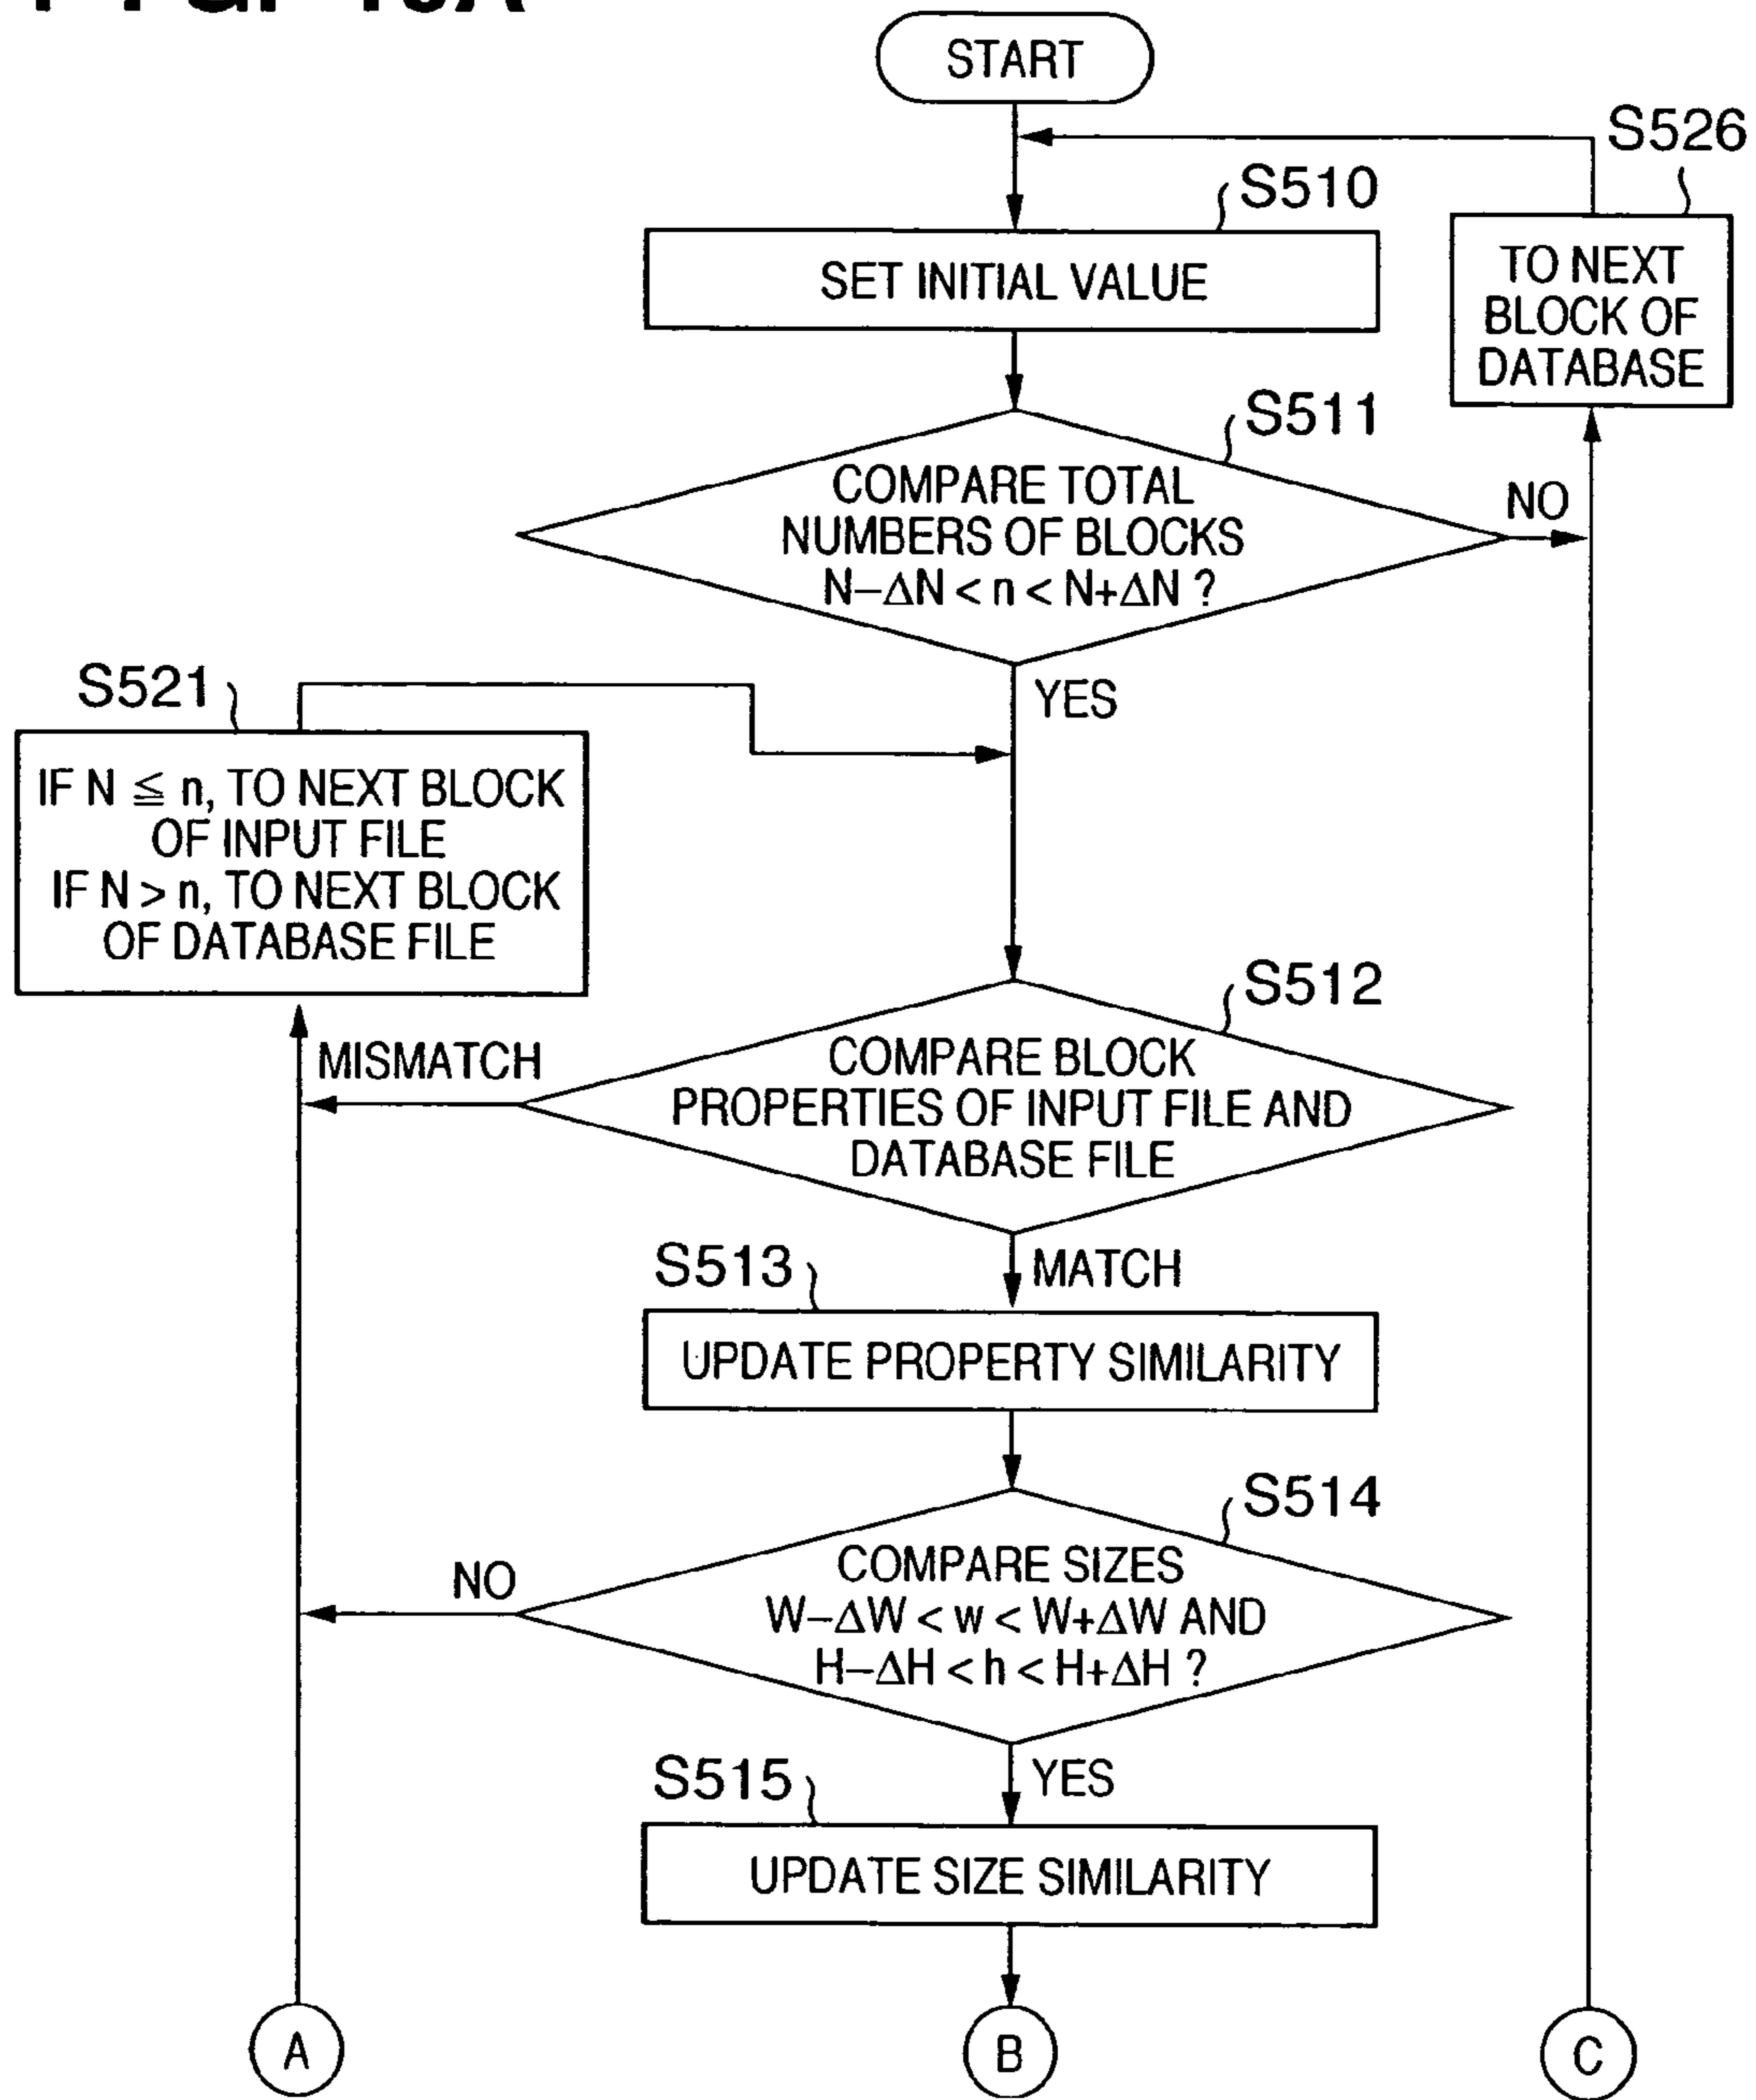 START
S526
S510
SET INITIAL VALUE
TO NEXT
BLOCK OF
DATABASE
S511
COMPARE TOTAL
NUMBERS OF BLOCKS
N–ΔN < n < N+ΔN ?
NO
YES
S521
IF N ≦ n, TO NEXT BLOCK
OF INPUT FILE
IF N > n, TO NEXT BLOCK
OF DATABASE FILE
S512
COMPARE BLOCK
PROPERTIES OF INPUT FILE AND
DATABASE FILE
MISMATCH
MATCH
S513
UPDATE PROPERTY SIMILARITY
S514
COMPARE SIZES
W–ΔW < w < W+ΔW AND
H–ΔH < h < H+ΔH ?
NO
YES
S515
UPDATE SIZE SIMILARITY
A
B
C